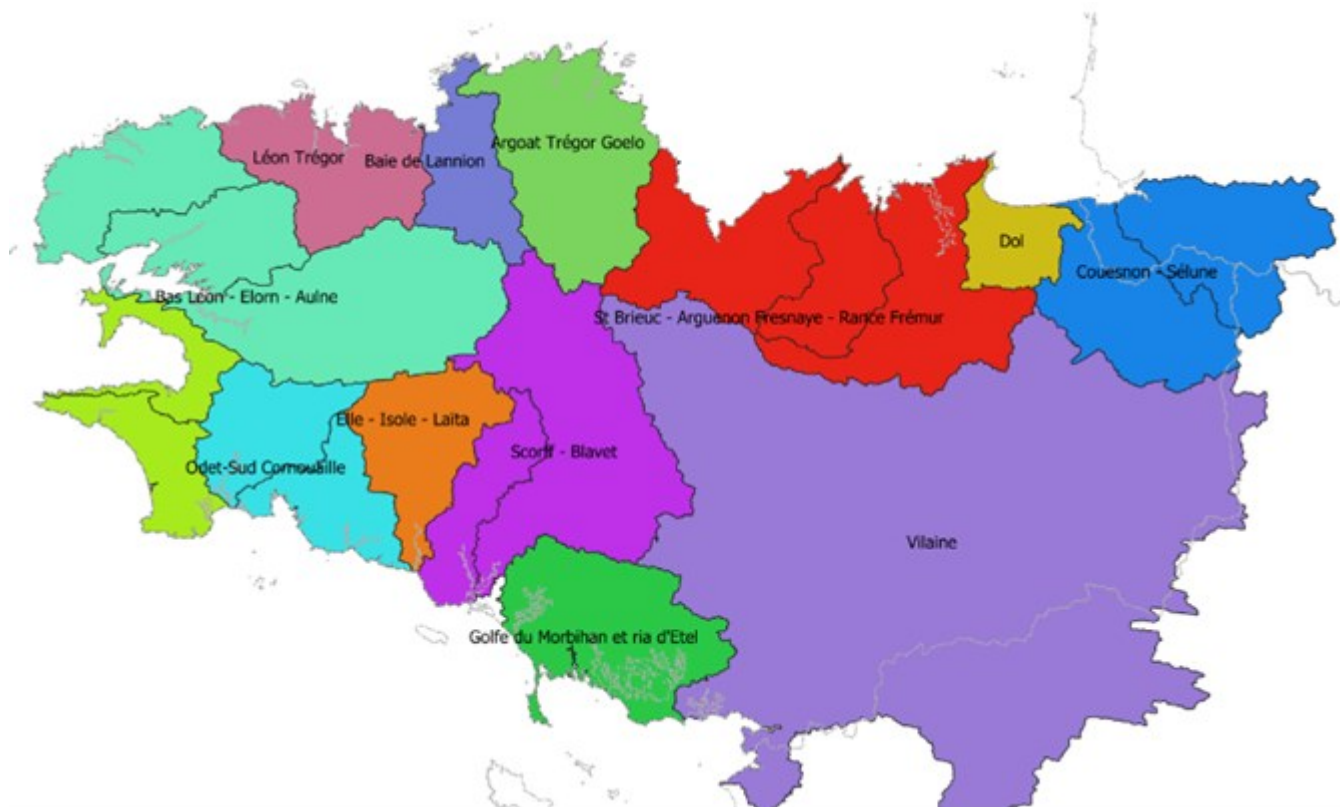 Argoat Trégor Goelo
Léon Trégor
Baie de Lannion
Dol
Couesnon - Sélune
Bas Léon - Elorn - Aulne
St Brieuc - Arguenon Fresnaye - Rance Frémur
Elle - Isole - Laïta
Scorff - Blavet
Odet-Sud Cornouaille
Vilaine
Golfe du Morbihan et ria d'Etel